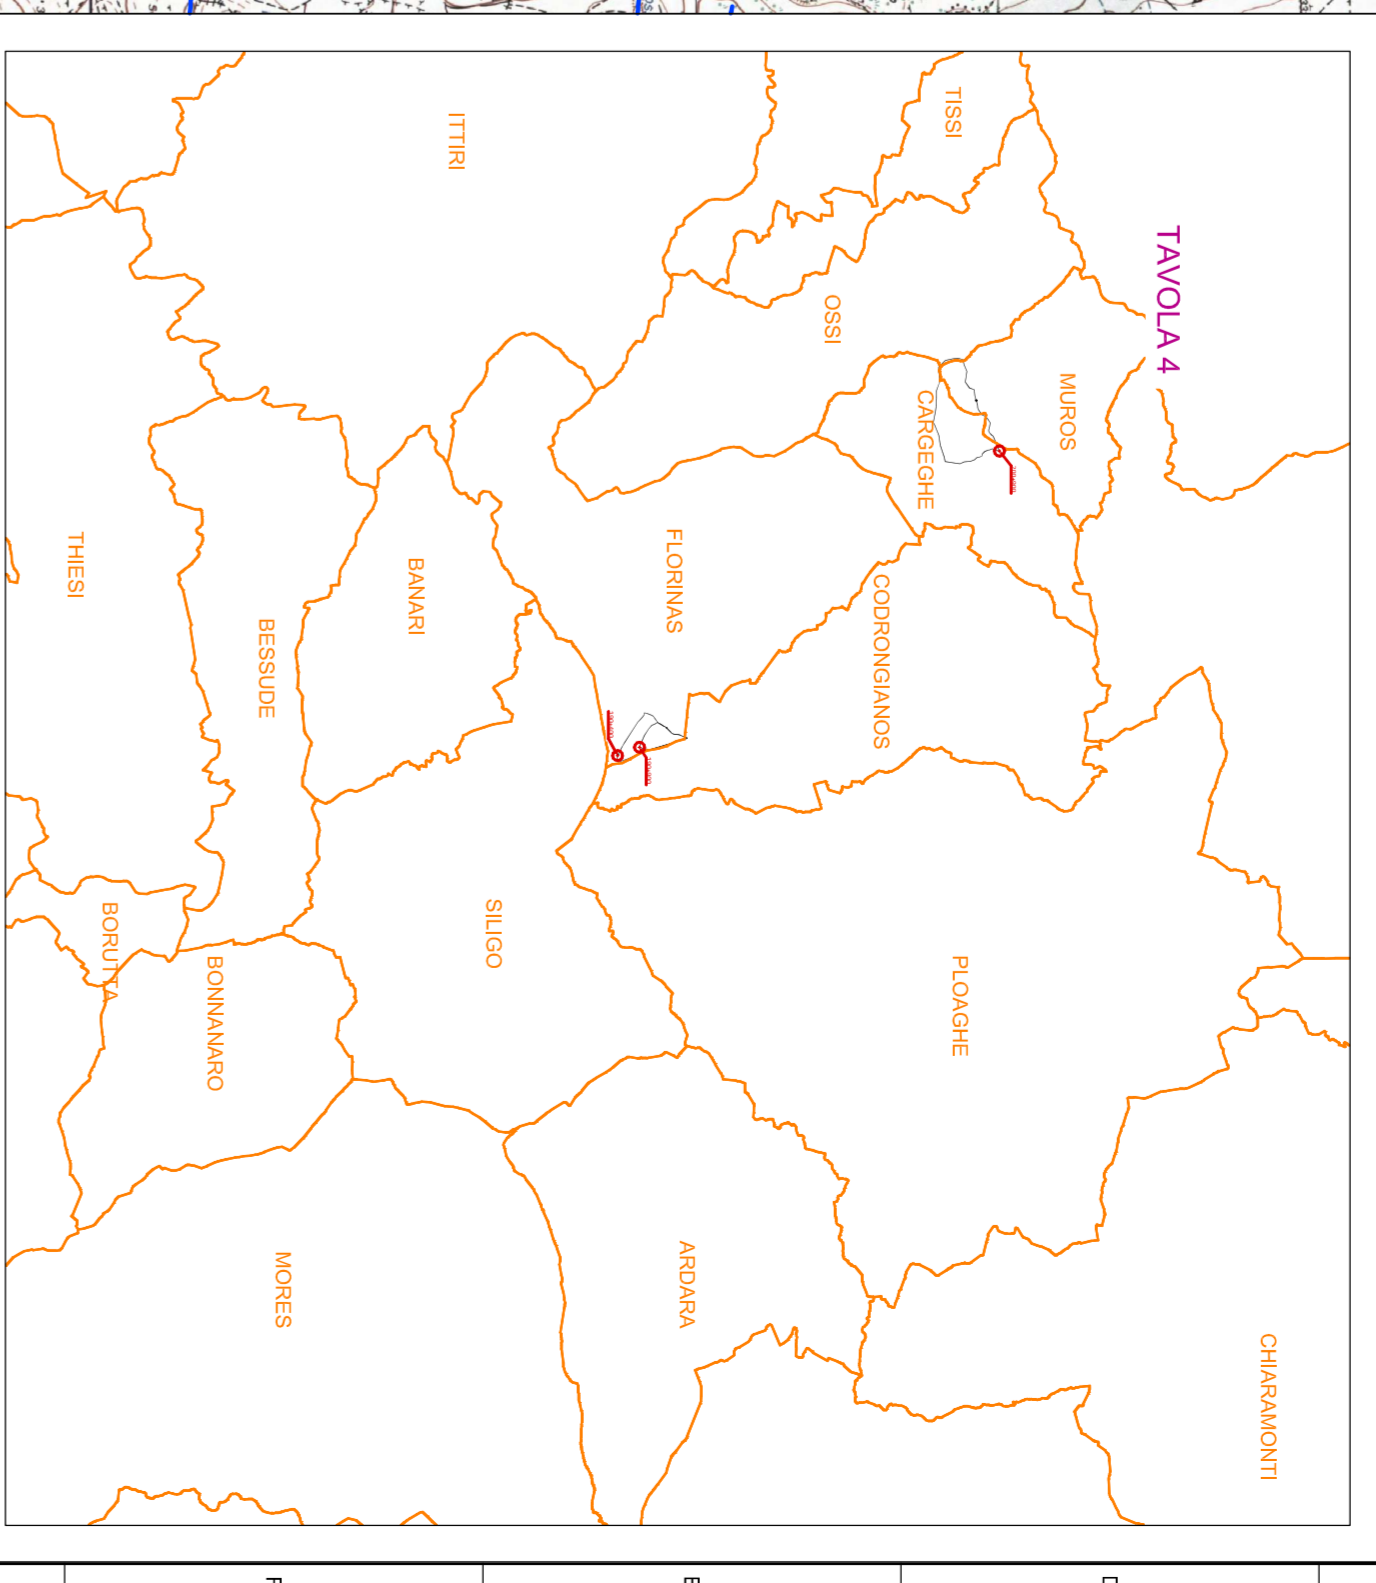 TAVOLA 4
CHIARAMONTI
MUROS
TISSI
CARGEGHE
PLOAGHE
CODRONGIANOS
OSSI
FLORINAS
ARDARA
ITTIRI
BANARI
SILIGO
BESSUDE
MORES
BONNANARO
BORUTTA
THIESI